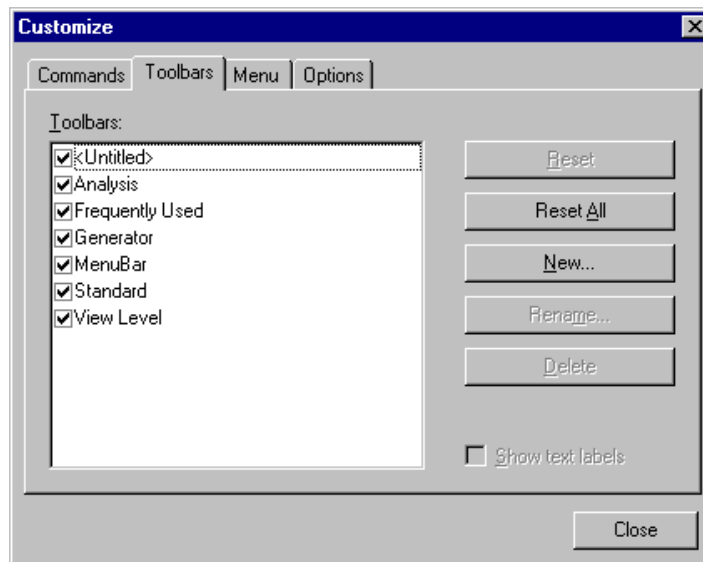 Customize
Commands Toolbars Menu Options
Toolbars:
<Untitled>
Analysis
Frequently Used
Generator
MenuBar
Standard
View Level
Reset
Reset All
New...
Rename...
Delete
Show text labels
Close